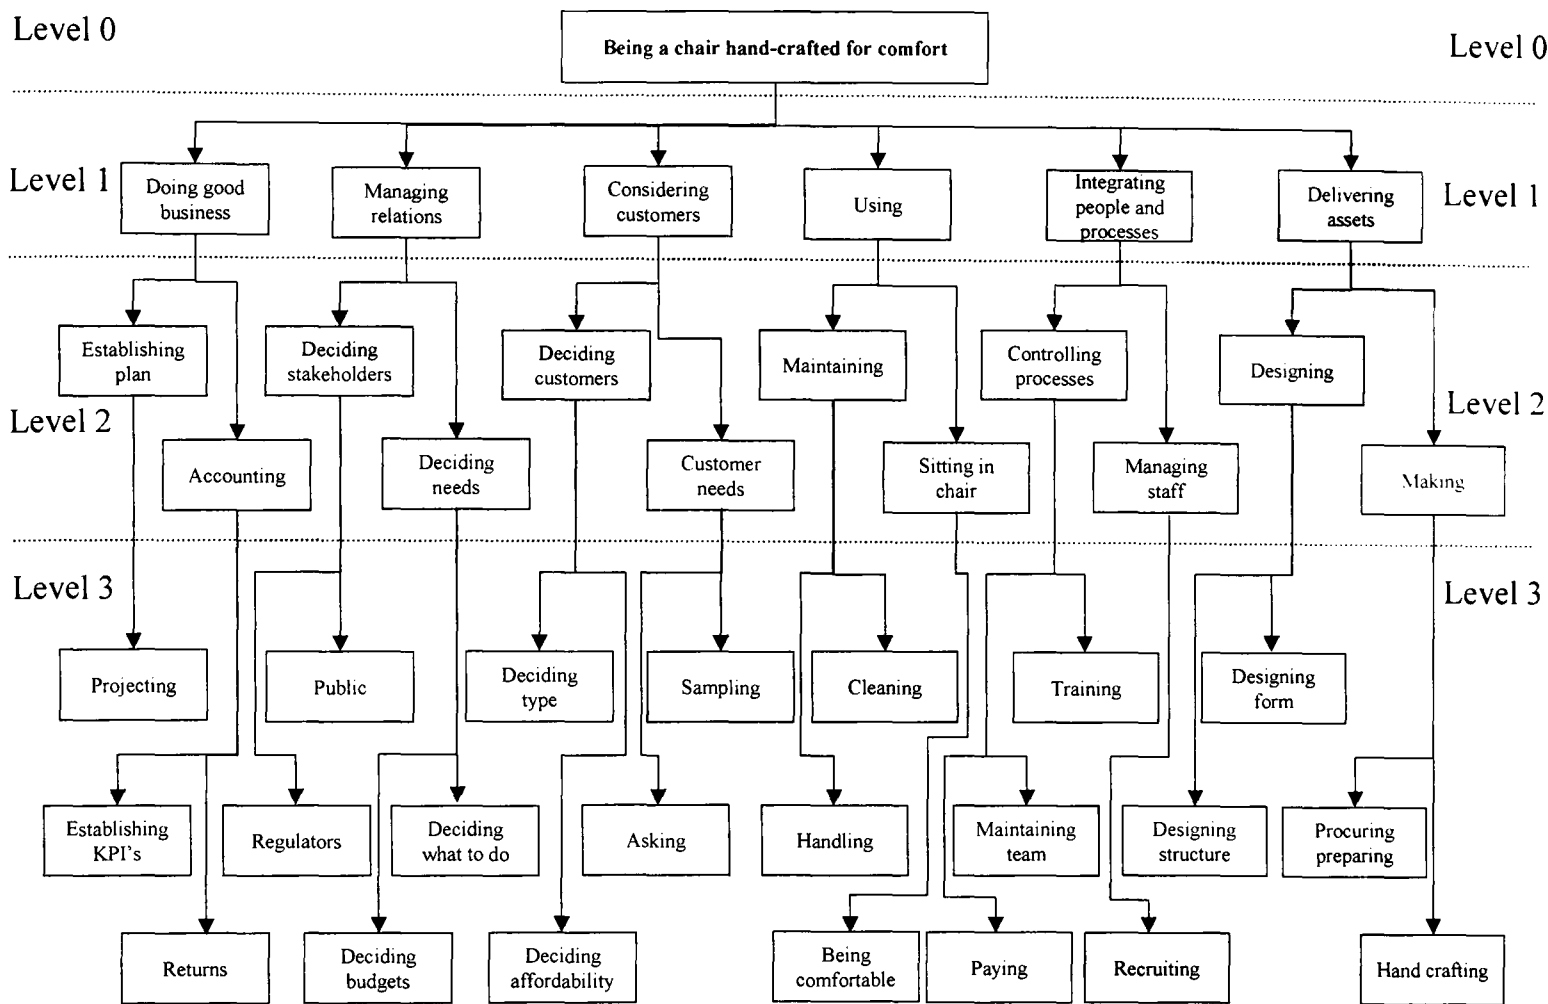 Level 0
Being a chair hand-crafted for comfort
Level 0
Level 1
Doing good
business
Managing
relations
Considering
customers
Using
Integrating
people and
processes
Delivering
assets
Level 1
Establishing
plan
Deciding
stakeholders
Deciding
customers
Maintaining
Controlling
processes
Designing
Level 2
Level 2
Accounting
Deciding
needs
Customer
needs
Sitting in
chair
Managing
staff
Making
Level 3
Level 3
Projecting
Public
Deciding
type
Sampling
Cleaning
Training
Designing
form
Establishing
KPI's
Regulators
Deciding
what to do
Asking
Handling
Maintaining
team
Designing
structure
Procuring
preparing
Returns
Deciding
budgets
Deciding
affordability
Being
comfortable
Paying
Recruiting
Hand crafting